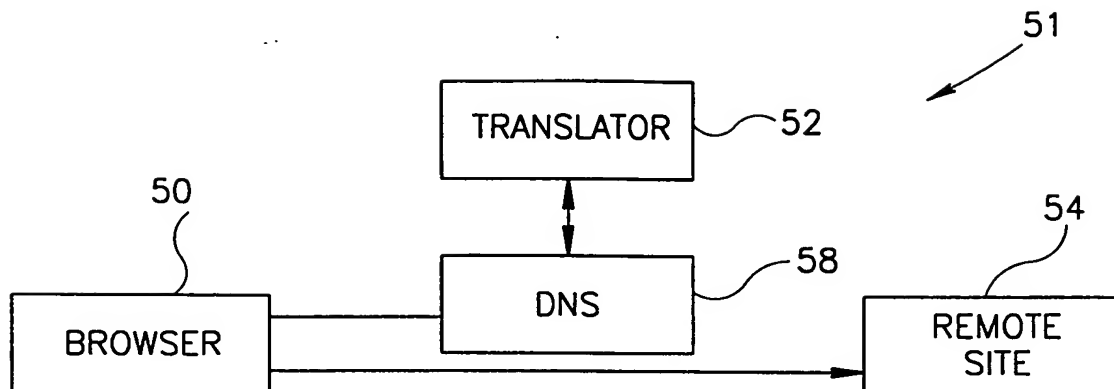 51
TRANSLATOR
52
50
54
58
DNS
BROWSER
REMOTE
SITE